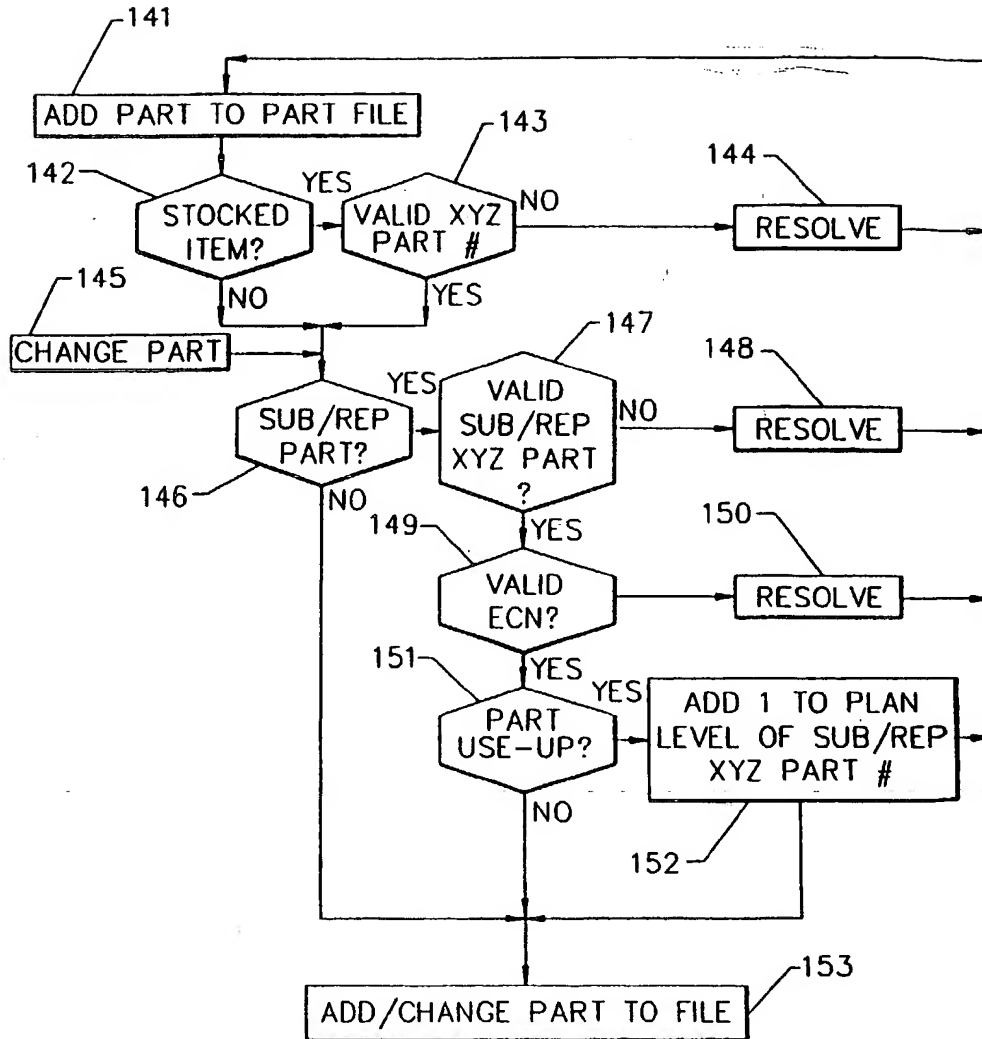 141
ADD PART TO PART FILE
143
142
YES
144
STOCKED
ITEM?
VALID XYZ
PART #
NO
RESOLVE
145
NO
YES
147
CHANGE PART
148
YES
SUB/REP
PART?
VALID
SUB/REP
XYZ PART
?
NO
RESOLVE
146
NO
149
YES
150
VALID
ECN?
RESOLVE
151
YES
YES
PART
USE-UP?
ADD 1 TO PLAN
LEVEL OF SUB/REP
XYZ PART #
NO
152
153
ADD/CHANGE PART TO FILE